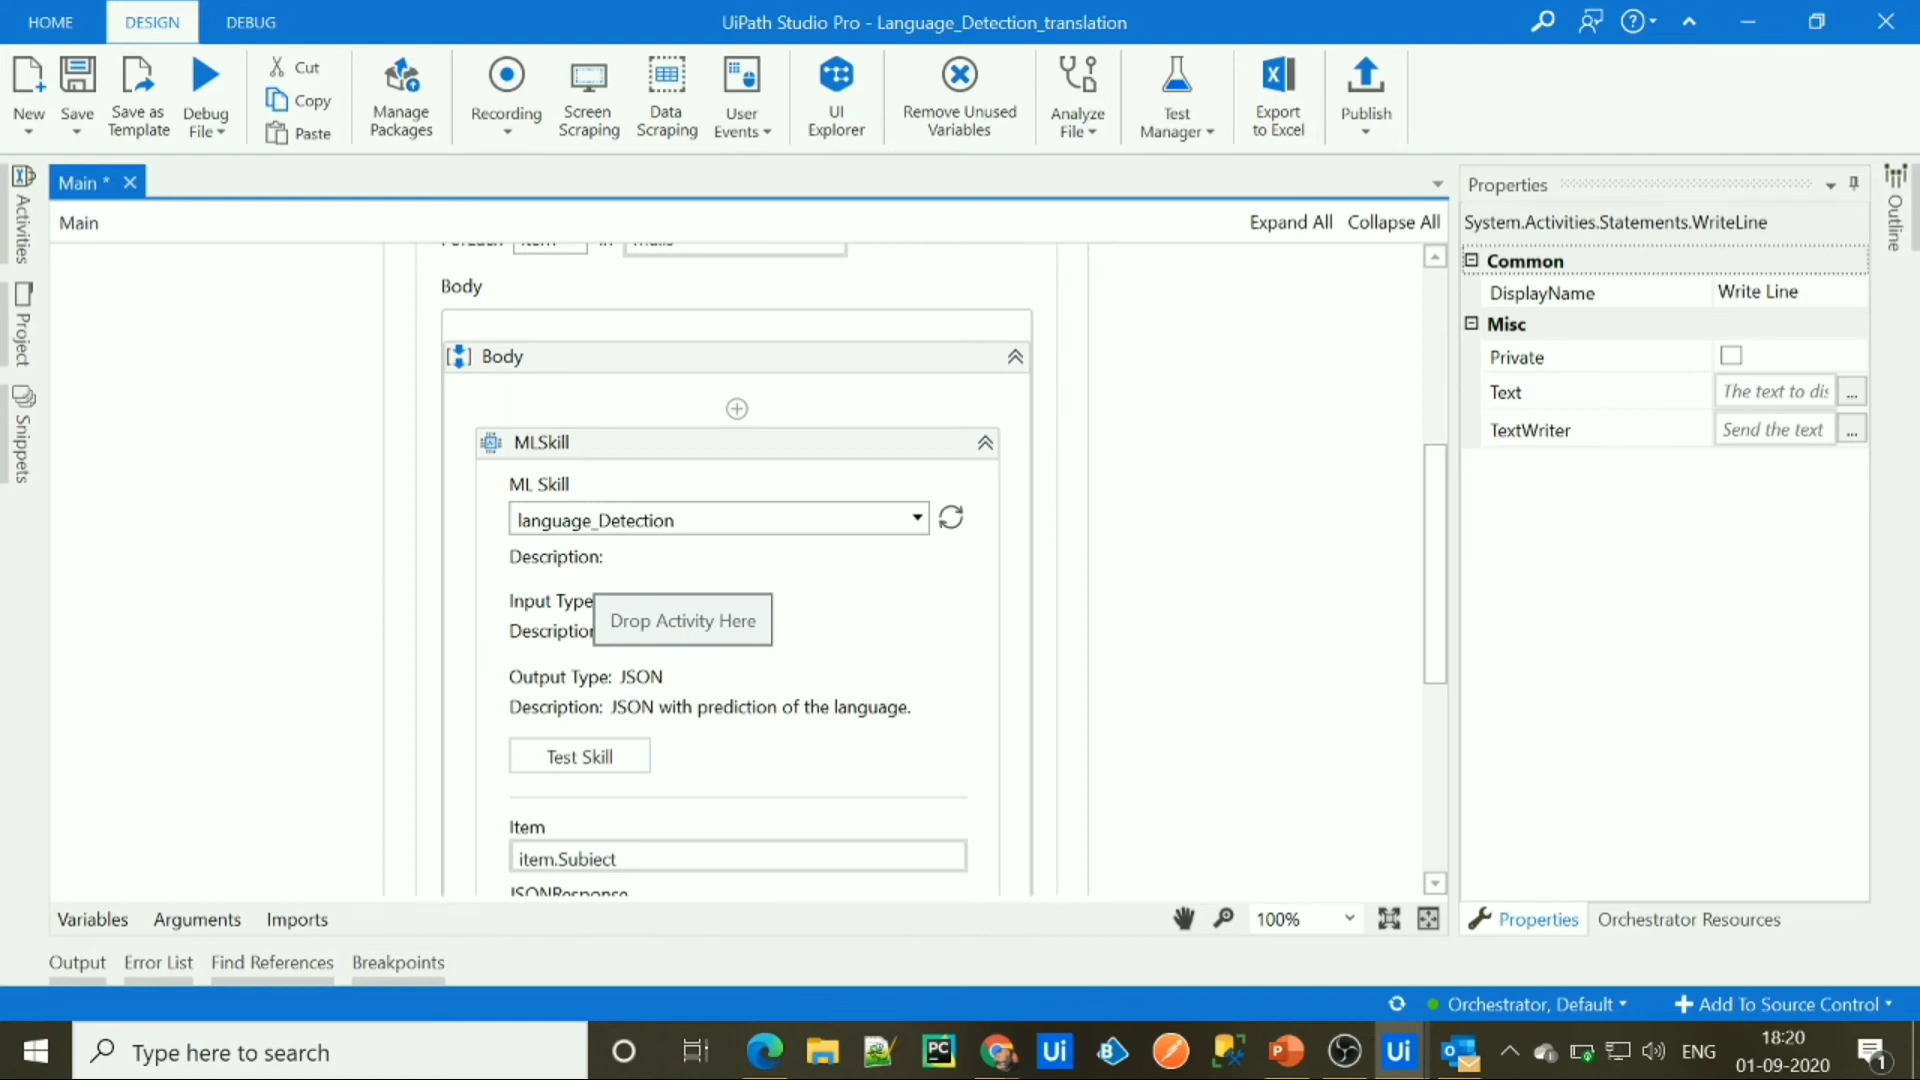 HOME DESIGN DEBUG
UiPath Studio Pro - Language_Detection_translation
New
Save
Save as Template
Debug File
Cut
Copy
Paste
Manage Packages
Recording
Screen Scraping
Data Scraping
User Events
UI Explorer
Remove Unused Variables
Analyze File
Test Manager
Export to Excel
Publish
Activities
Project
Snippets
Main *
Main
Expand All Collapse All
Body
Body
MLSkill
ML Skill
language_Detection
Description:
Input Type
Drop Activity Here
Output Type: JSON
Description: JSON with prediction of the language.
Test Skill
Item
item.Subject
JSONResponse
Variables Arguments Imports
100%
Output Error List Find References Breakpoints
Properties
System.Activities.Statements.WriteLine
Common
DisplayName Write Line
Misc
Private
Text The text to dis ...
TextWriter Send the text ...
Properties Orchestrator Resources
Outline
Orchestrator, Default
Add To Source Control
Type here to search
ENG
18:20
01-09-2020
1